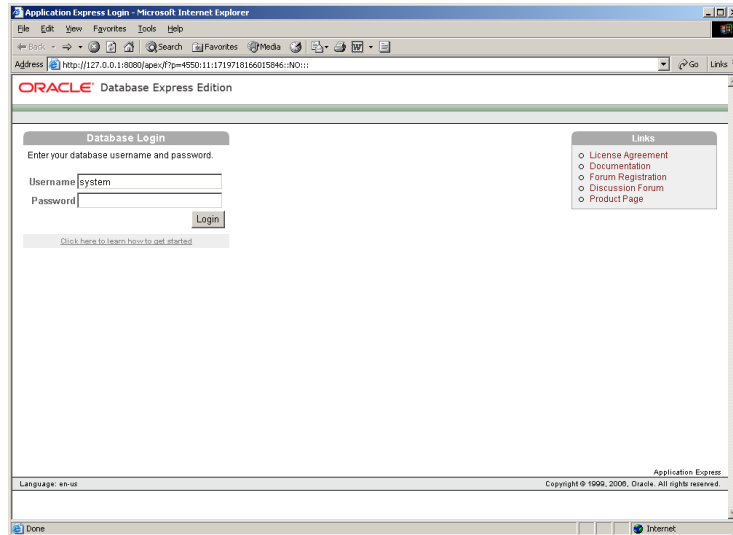 Application Express Login - Microsoft Internet Explorer
File Edit View Favorites Tools Help
Back Search Favorites Media
Address http://127.0.0.1:8080/apex/f?p=4550:11:1719718166015846::NO::: Go Links
ORACLE Database Express Edition
Database Login
Enter your database username and password.
Username system
Password
Login
Click here to learn how to get started
Links
License Agreement
Documentation
Forum Registration
Discussion Forum
Product Page
Application Express
Language: en-us Copyright © 1999, 2006, Oracle. All rights reserved.
Done Internet